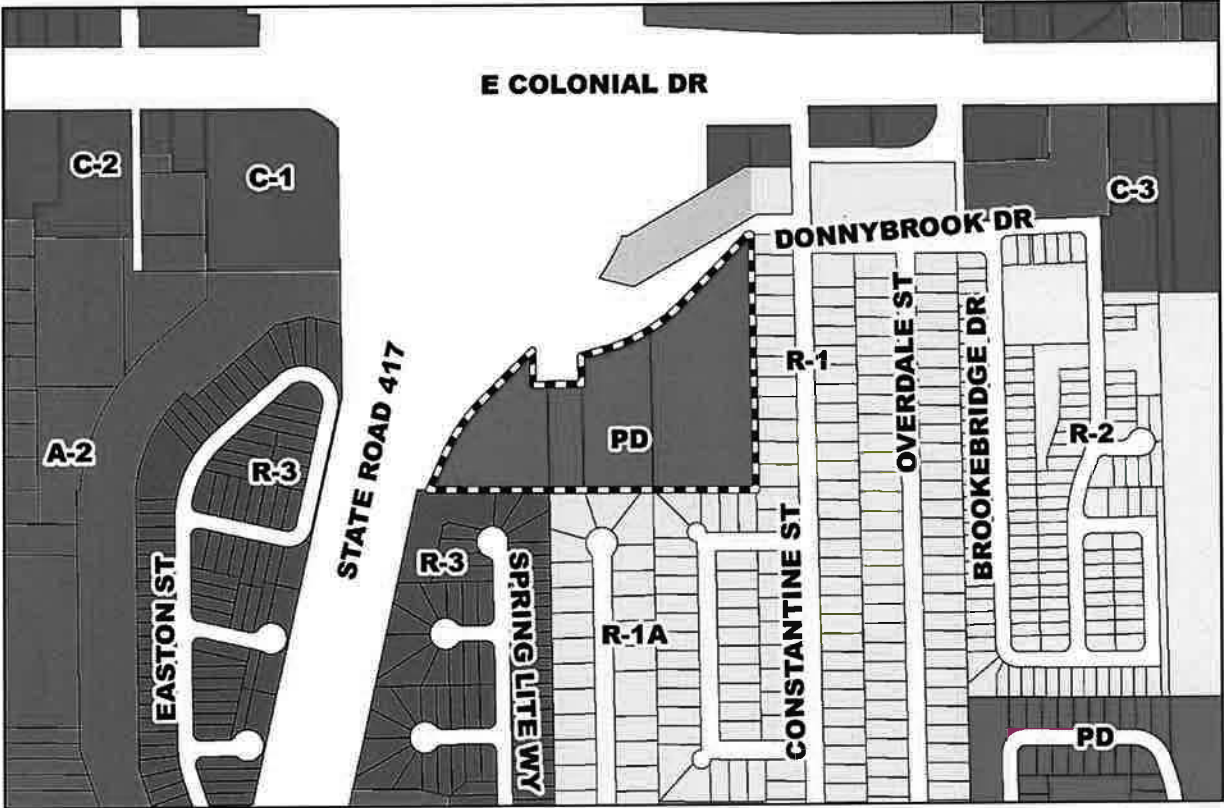 E COLONIAL DR
C-2
C-1
C-3
DONNYBROOK DR
R-1
OVERDALE ST
BROOKEBRIDGE DR
STATE ROAD 417
PD
R-2
A-2
R-3
R-3
EASTON ST
SPRING LITE WY
R-1A
CONSTANTINE ST
PD